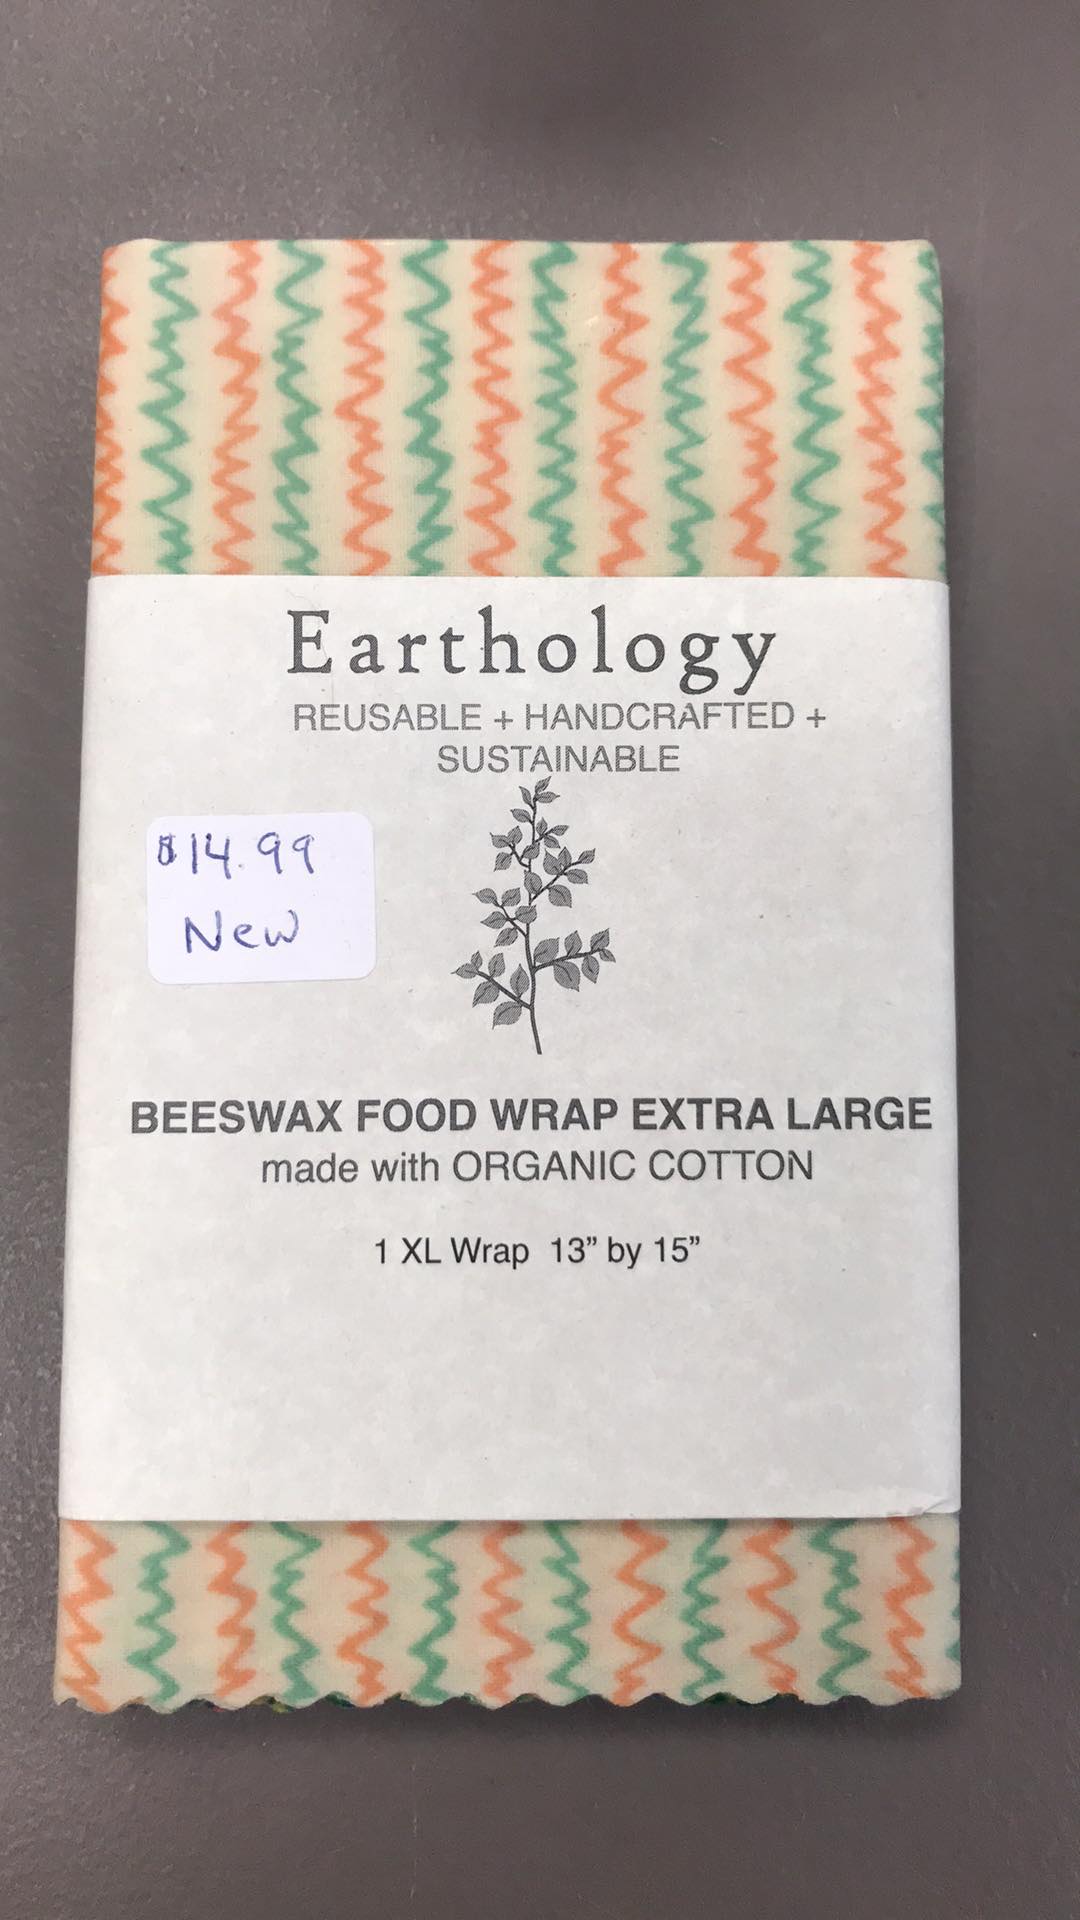 Earthology
REUSABLE + HANDCRAFTED +
SUSTAINABLE
$14.99
New
BEESWAX FOOD WRAP EXTRA LARGE
made with ORGANIC COTTON
1 XL Wrap 13” by 15”